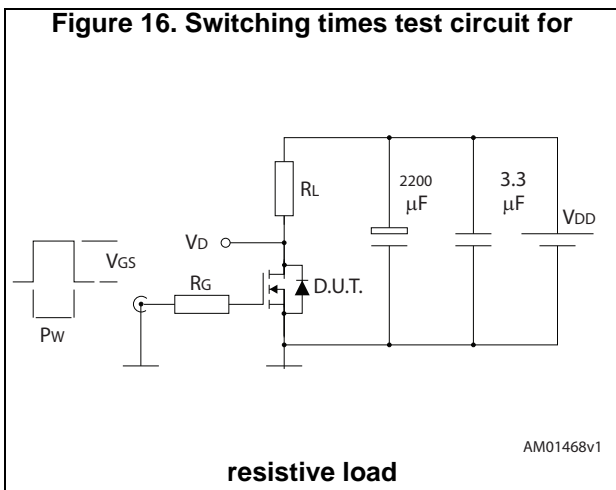 Figure 16. Switching times test circuit for
RL
2200
μF
3.3
μF
VDD
VD
VGS
RG
D.U.T.
PW
AM01468v1
resistive load